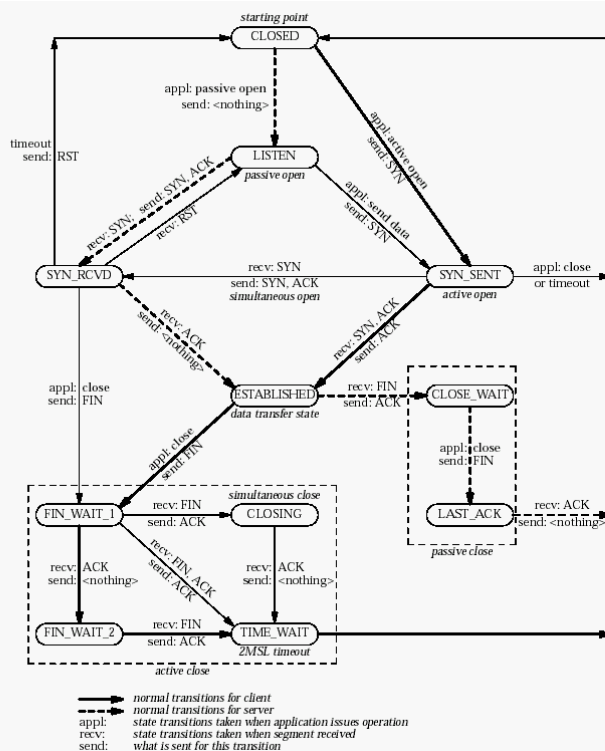 starting point
CLOSED
appl: passive open
send: <nothing>
appl: active open
send: SYN
timeout
send: RST
LISTEN
passive open
recv: SYN; send: SYN, ACK
recv: RST
appl: send data
send: SYN
SYN_RCVD
recv: SYN
send: SYN, ACK
simultaneous open
SYN_SENT
active open
appl: close
or timeout
recv: ACK
send: <nothing>
recv: SYN, ACK
send: ACK
appl: close
send: FIN
ESTABLISHED
data transfer state
recv: FIN
send: ACK
CLOSE_WAIT
appl: close
send: FIN
appl: close
send: FIN
simultaneous close
FIN_WAIT_1
recv: FIN
send: ACK
CLOSING
LAST_ACK
recv: ACK
send: <nothing>
passive close
recv: ACK
send: <nothing>
recv: FIN, ACK
send: ACK
recv: ACK
send: <nothing>
FIN_WAIT_2
recv: FIN
send: ACK
TIME_WAIT
2MSL timeout
active close
normal transitions for client
normal transitions for server
appl: state transitions taken when application issues operation
recv: state transitions taken when segment received
send: what is sent for this transition